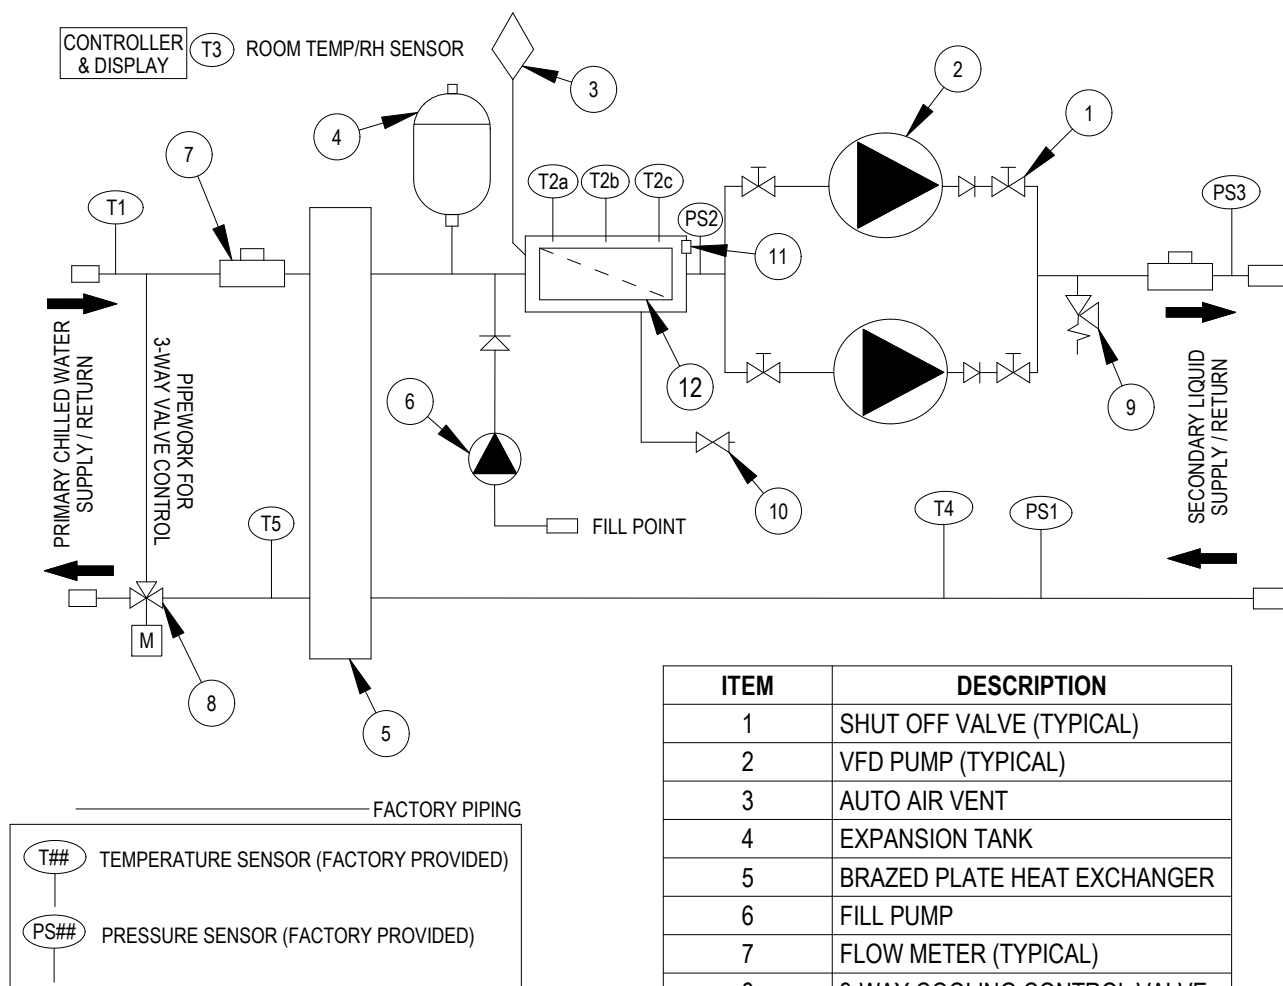 CONTROLLER
& DISPLAY
T3
ROOM TEMP/RH SENSOR
3
2
1
4
7
T1
T2a
T2b
T2c
PS2
PS3
11
12
6
9
10
PRIMARY CHILLED WATER
SUPPLY / RETURN
PIPEWORK FOR
3-WAY VALVE CONTROL
SECONDARY LIQUID
SUPPLY / RETURN
T5
FILL POINT
T4
PS1
M
8
5
FACTORY PIPING
T##
TEMPERATURE SENSOR (FACTORY PROVIDED)
PS##
PRESSURE SENSOR (FACTORY PROVIDED)
ITEM DESCRIPTION
1 SHUT OFF VALVE (TYPICAL)
2 VFD PUMP (TYPICAL)
3 AUTO AIR VENT
4 EXPANSION TANK
5 BRAZED PLATE HEAT EXCHANGER
6 FILL PUMP
7 FLOW METER (TYPICAL)